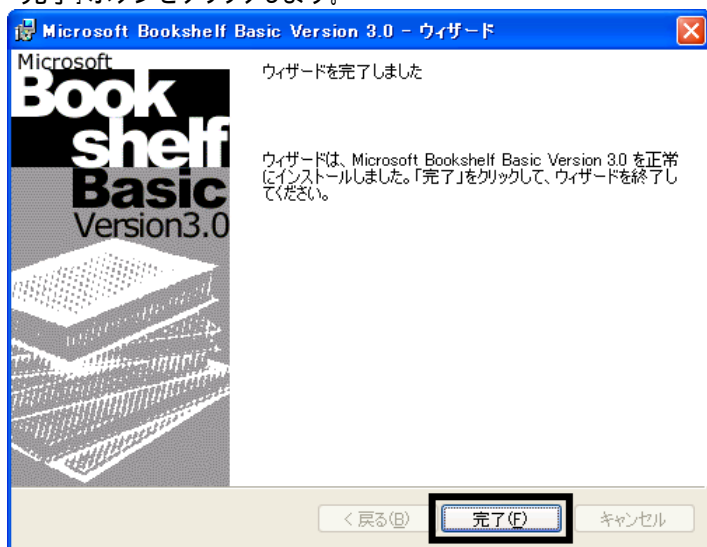 「完了」ボタンをクリックします。
Microsoft Bookshelf Basic Version 3.0 - ウィザード
Microsoft
Book
shelf
Basic
Version3.0
ウィザードを完了しました
ウィザードは、Microsoft Bookshelf Basic Version 3.0 を正常
にインストールしました。「完了」をクリックして、ウィザードを終了し
てください。
< 戻る(B)
完了(F)
キャンセル